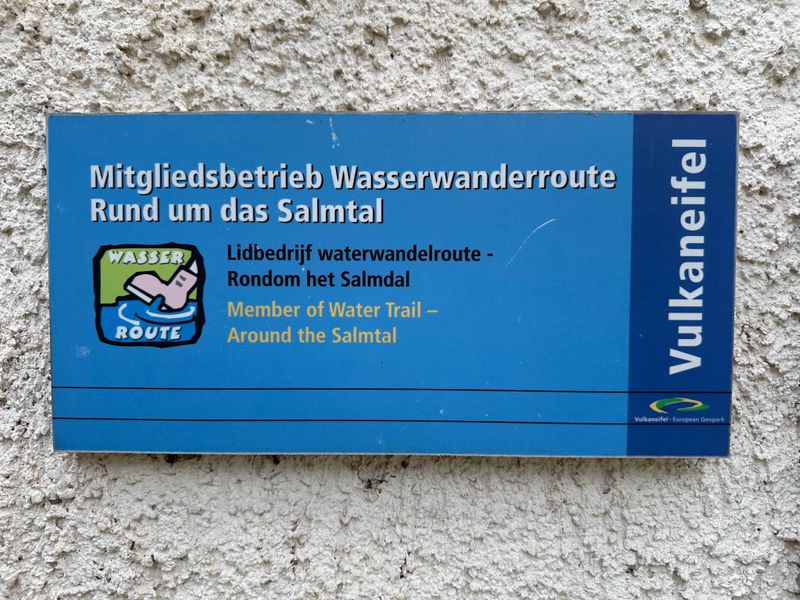 Mitgliedsbetrieb Wasserwanderroute
Rund um das Salmtal
WASSER
ROUTE
Lidbedrijf waterwandelroute -
Rondom het Salmdal
Member of Water Trail –
Around the Salmtal
Vulkaneifel
Vulkaneifel - European Geopark